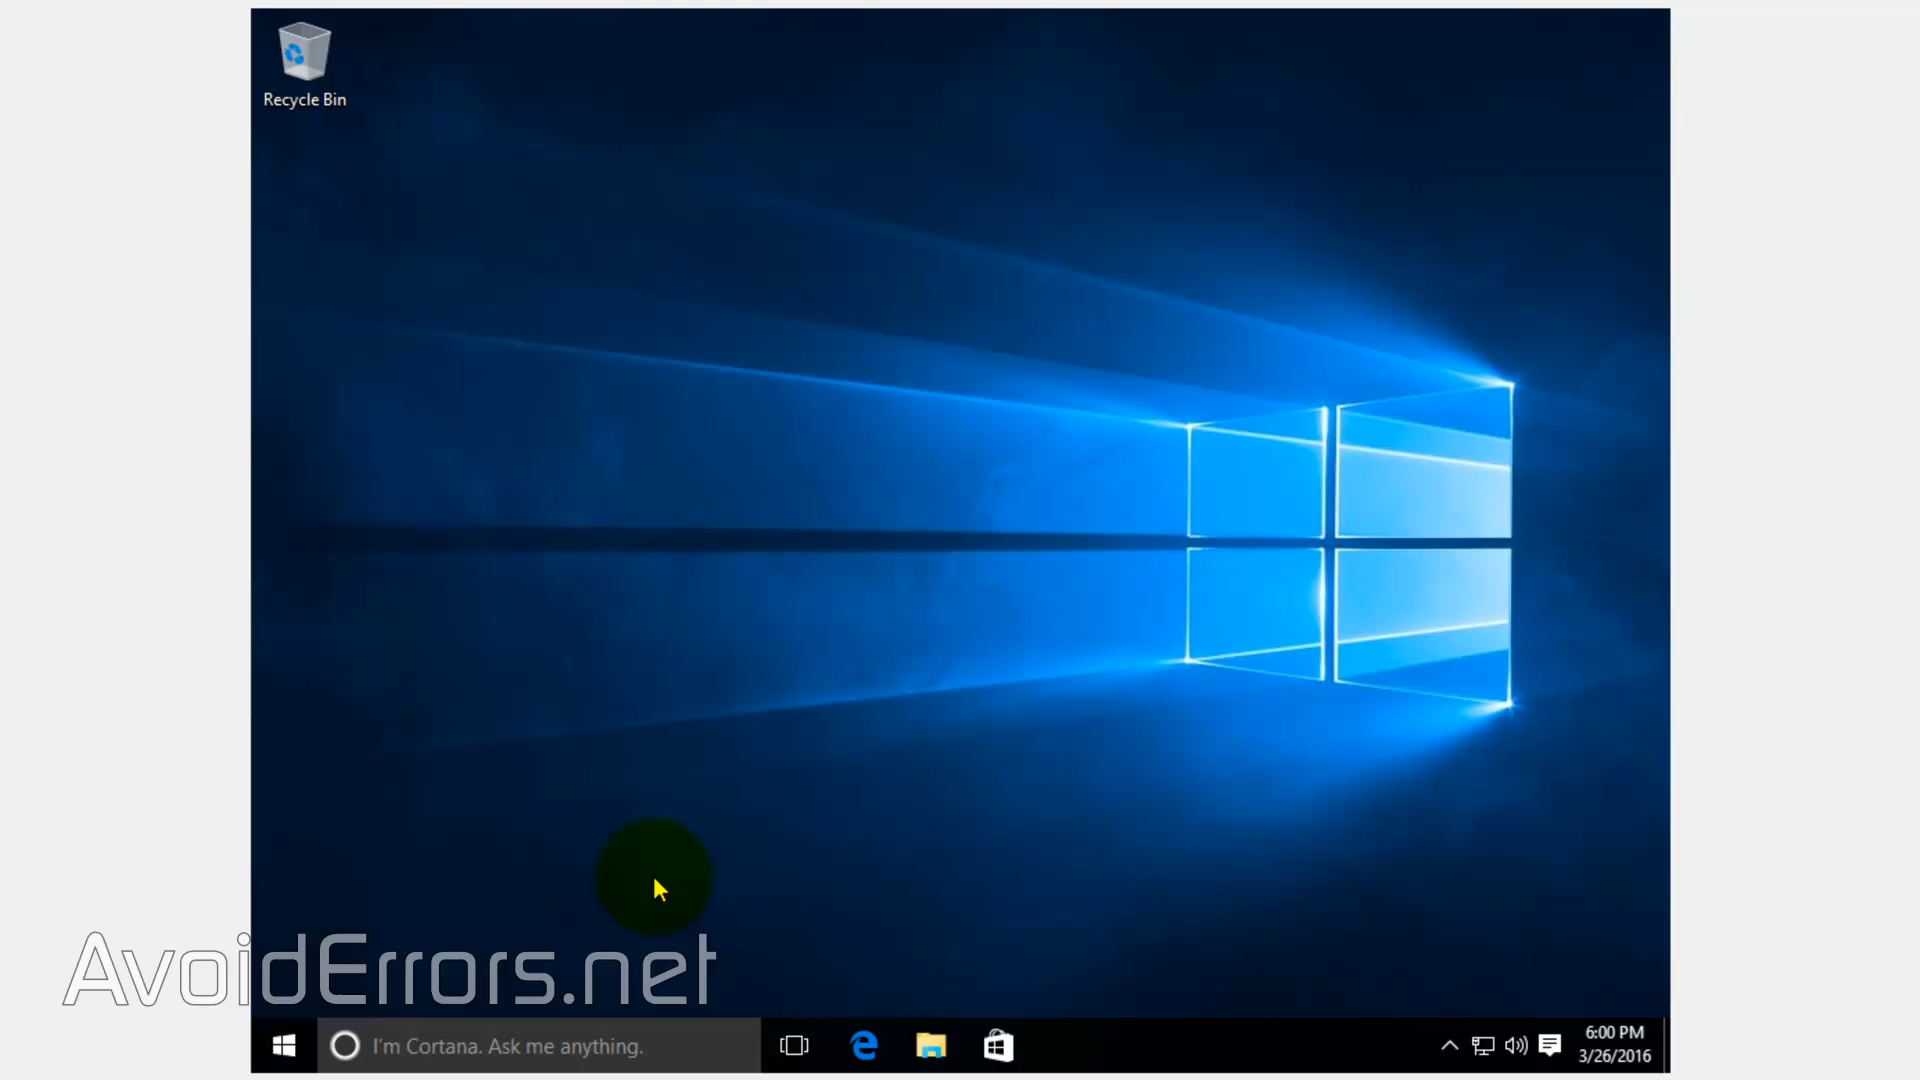 Recycle Bin
AvoidErrors.net
I'm Cortana. Ask me anything.
6:00 PM
3/26/2016